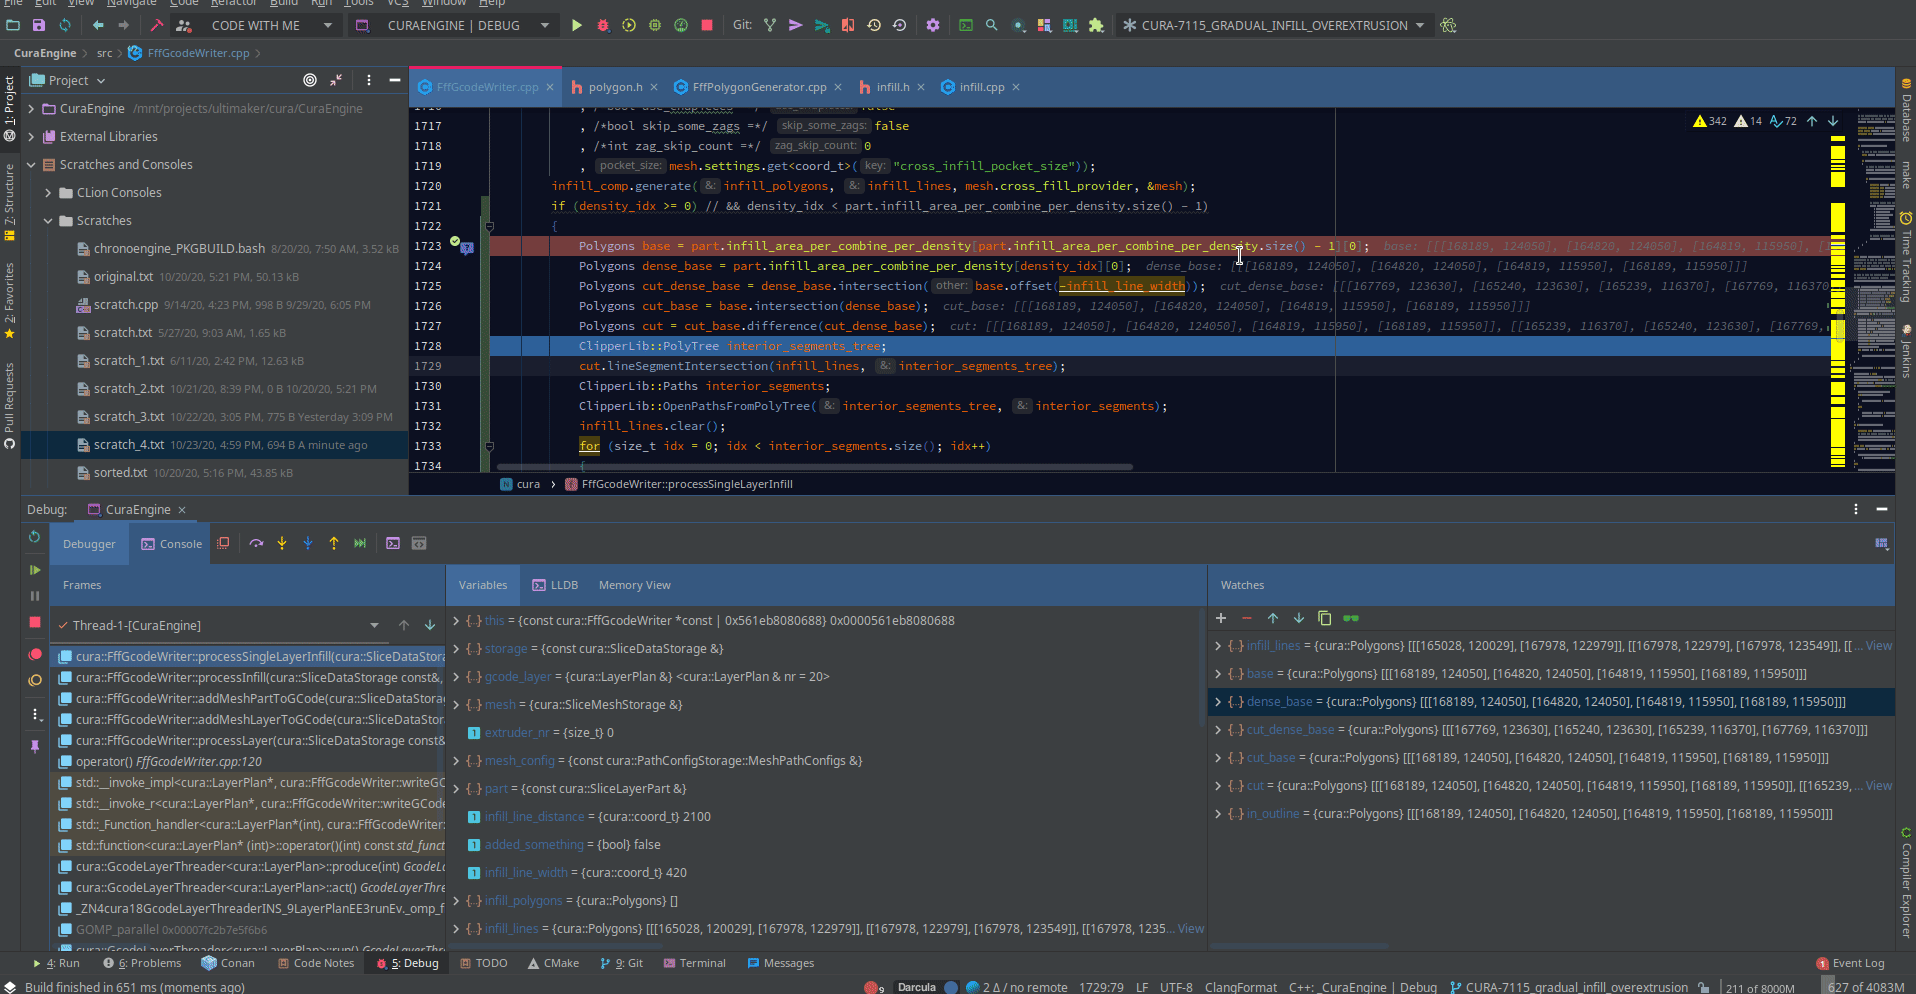 File Edit View Navigate Code Refactor Build Run Tools VCS Window Help
CODE WITH ME
CURAENGINE | DEBUG
Git:
CURA-7115_GRADUAL_INFILL_OVEREXTRUSION
CuraEngine
src
FffGcodeWriter.cpp
1: Project
7: Structure
2: Favorites
Pull Requests
Project
CuraEngine /mnt/projects/ultimaker/cura/CuraEngine
External Libraries
Scratches and Consoles
CLion Consoles
Scratches
chronoengine_PKGBUILD.bash 8/20/20, 7:50 AM, 3.52 kB
original.txt 10/20/20, 5:21 PM, 50.13 kB
scratch.cpp 9/14/20, 4:23 PM, 998 B 9/29/20, 6:05 PM
scratch.txt 5/27/20, 9:03 AM, 1.65 kB
scratch_1.txt 6/11/20, 2:42 PM, 12.63 kB
scratch_2.txt 10/21/20, 8:39 PM, 0 B 10/20/20, 5:21 PM
scratch_3.txt 10/22/20, 3:05 PM, 775 B Yesterday 3:09 PM
scratch_4.txt 10/23/20, 4:59 PM, 694 B A minute ago
sorted.txt 10/20/20, 5:16 PM, 43.85 kB
FffGcodeWriter.cpp
polygon.h
FffPolygonGenerator.cpp
infill.h
infill.cpp
342 14 72
1717 , /*bool skip_some_zags =*/ skip_some_zags: false
1718 , /*int zag_skip_count =*/ zag_skip_count: 0
1719 , pocket_size: mesh.settings.get<coord_t>( key: "cross_infill_pocket_size"));
1720 infill_comp.generate( &: infill_polygons, &: infill_lines, mesh.cross_fill_provider, &mesh);
1721 if (density_idx >= 0) // && density_idx < part.infill_area_per_combine_per_density.size() - 1)
1722 {
1723 Polygons base = part.infill_area_per_combine_per_density[part.infill_area_per_combine_per_density.size() - 1][0]; base: [[[168189, 124050], [164820, 124050], [164819, 115950], [1
1724 Polygons dense_base = part.infill_area_per_combine_per_density[density_idx][0]; dense_base: [[[168189, 124050], [164820, 124050], [164819, 115950], [168189, 115950]]]
1725 Polygons cut_dense_base = dense_base.intersection( other: base.offset(-infill_line_width)); cut_dense_base: [[[167769, 123630], [165240, 123630], [165239, 116370], [167769, 116370
1726 Polygons cut_base = base.intersection(dense_base); cut_base: [[[168189, 124050], [164820, 124050], [164819, 115950], [168189, 115950]]]
1727 Polygons cut = cut_base.difference(cut_dense_base); cut: [[[168189, 124050], [164820, 124050], [164819, 115950], [168189, 115950]], [[165239, 116370], [165240, 123630], [167769,
1728 ClipperLib::PolyTree interior_segments_tree;
1729 cut.lineSegmentIntersection(infill_lines, &: interior_segments_tree);
1730 ClipperLib::Paths interior_segments;
1731 ClipperLib::OpenPathsFromPolyTree( &: interior_segments_tree, &: interior_segments);
1732 infill_lines.clear();
1733 for (size_t idx = 0; idx < interior_segments.size(); idx++)
1734 {
cura
FffGcodeWriter::processSingleLayerInfill
Database
make
Time Tracking
Jenkins
Compiler Explorer
Debug: CuraEngine
Debugger
Console
Frames
Thread-1-[CuraEngine]
cura::FffGcodeWriter::processSingleLayerInfill(cura::SliceDataStora
cura::FffGcodeWriter::processInfill(cura::SliceDataStorage const&,
cura::FffGcodeWriter::addMeshPartToGCode(cura::SliceDataStorag
cura::FffGcodeWriter::addMeshLayerToGCode(cura::SliceDataStor
cura::FffGcodeWriter::processLayer(cura::SliceDataStorage const&
operator() FffGcodeWriter.cpp:120
std::__invoke_impl<cura::LayerPlan*, cura::FffGcodeWriter::writeGC
std::__invoke_r<cura::LayerPlan*, cura::FffGcodeWriter::writeGCode
std::_Function_handler<cura::LayerPlan*(int), cura::FffGcodeWriter:
std::function<cura::LayerPlan* (int)>::operator()(int) const std_funct
cura::GcodeLayerThreader<cura::LayerPlan>::produce(int) GcodeLa
cura::GcodeLayerThreader<cura::LayerPlan>::act() GcodeLayerThre
_ZN4cura18GcodeLayerThreaderINS_9LayerPlanEE3runEv._omp_f
GOMP_parallel 0x00007fc2b7e5f6b6
cura::GcodeLayerThreader<cura::LayerPlan>::run() GcodeLayerThre
Variables
LLDB
Memory View
this = {const cura::FffGcodeWriter *const | 0x561eb8080688} 0x0000561eb8080688
storage = {const cura::SliceDataStorage &}
gcode_layer = {cura::LayerPlan &} <cura::LayerPlan & nr = 20>
mesh = {cura::SliceMeshStorage &}
extruder_nr = {size_t} 0
mesh_config = {const cura::PathConfigStorage::MeshPathConfigs &}
part = {const cura::SliceLayerPart &}
infill_line_distance = {cura::coord_t} 2100
added_something = {bool} false
infill_line_width = {cura::coord_t} 420
infill_polygons = {cura::Polygons} []
infill_lines = {cura::Polygons} [[[165028, 120029], [167978, 122979]], [[167978, 122979], [167978, 123549]], [[167978, 1235... View
Watches
infill_lines = {cura::Polygons} [[[165028, 120029], [167978, 122979]], [[167978, 122979], [167978, 123549]], [[ ... View
base = {cura::Polygons} [[[168189, 124050], [164820, 124050], [164819, 115950], [168189, 115950]]]
dense_base = {cura::Polygons} [[[168189, 124050], [164820, 124050], [164819, 115950], [168189, 115950]]]
cut_dense_base = {cura::Polygons} [[[167769, 123630], [165240, 123630], [165239, 116370], [167769, 116370]]]
cut_base = {cura::Polygons} [[[168189, 124050], [164820, 124050], [164819, 115950], [168189, 115950]]]
cut = {cura::Polygons} [[[168189, 124050], [164820, 124050], [164819, 115950], [168189, 115950]], [[165239, ... View
in_outline = {cura::Polygons} [[[168189, 124050], [164820, 124050], [164819, 115950], [168189, 115950]]]
4: Run
6: Problems
Conan
Code Notes
5: Debug
TODO
CMake
9: Git
Terminal
Messages
1 Event Log
Build finished in 651 ms (moments ago)
9
Darcula
2 Δ / no remote
1729:79
LF
UTF-8
ClangFormat
C++: _CuraEngine | Debug
CURA-7115_gradual_infill_overextrusion
211 of 8000M
627 of 4083M